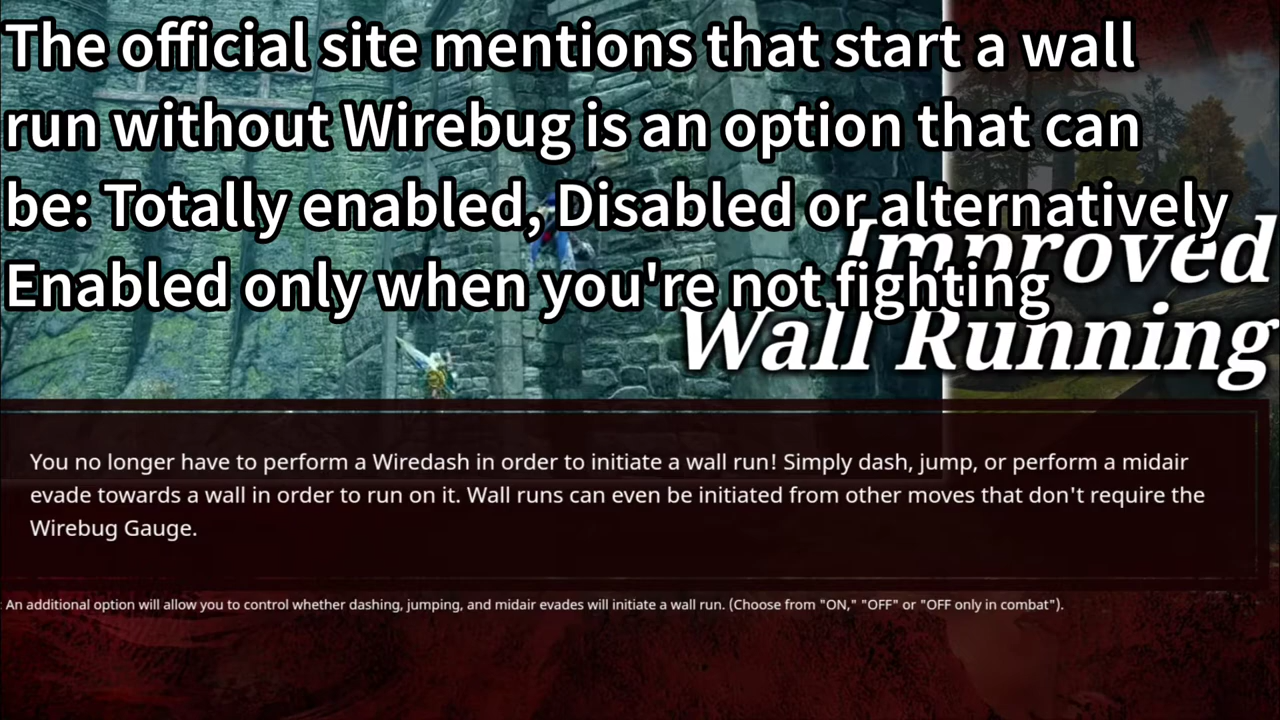 The official site mentions that start a wall
run without Wirebug is an option that can
be: Totally enabled, Disabled or alternatively
Enabled only when you're not fighting
Improved
Wall Running
You no longer have to perform a Wiredash in order to initiate a wall run! Simply dash, jump, or perform a midair
evade towards a wall in order to run on it. Wall runs can even be initiated from other moves that don't require the
Wirebug Gauge.
An additional option will allow you to control whether dashing, jumping, and midair evades will initiate a wall run. (Choose from "ON," "OFF" or "OFF only in combat").